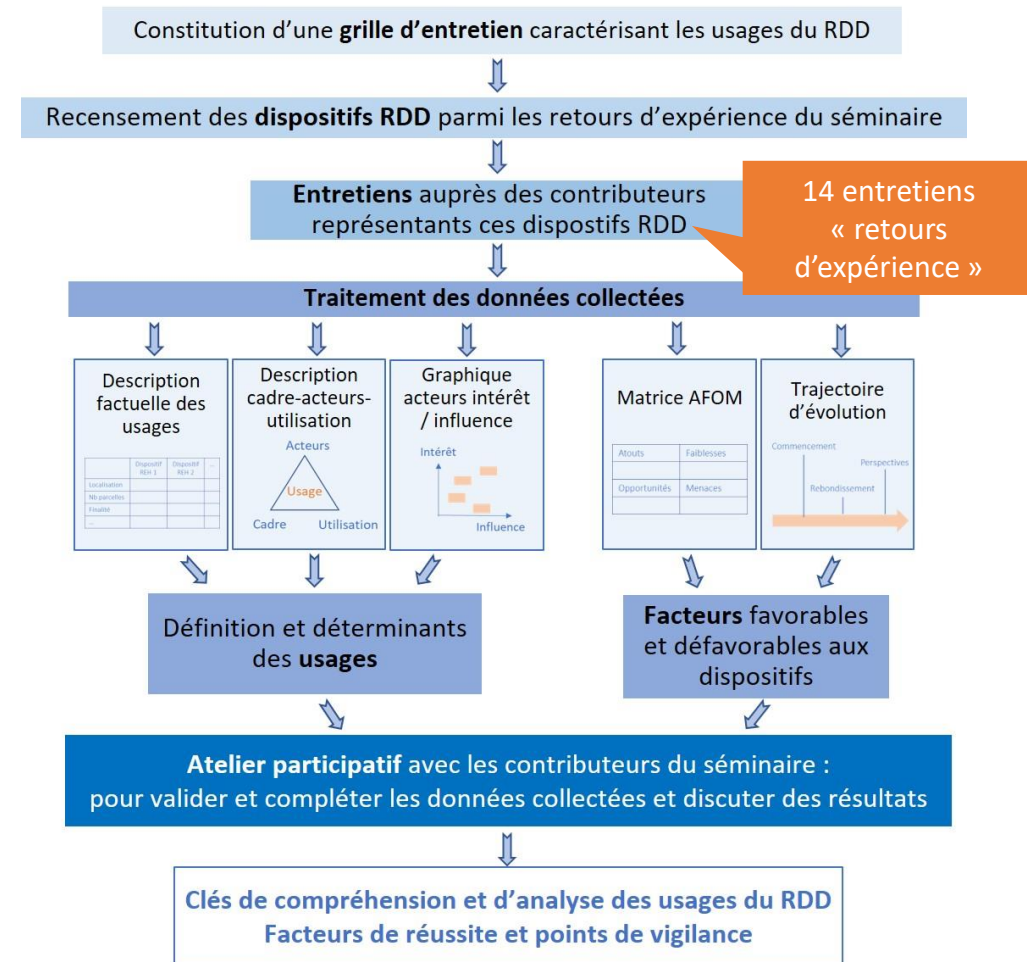 Constitution d'une grille d'entretien caractérisant les usages du RDD
Recensement des dispositifs RDD parmi les retours d'expérience du séminaire
Entretiens auprès des contributeurs
représentants ces dispostifs RDD
14 entretiens
« retours
d'expérience »
Traitement des données collectées
Description
factuelle des
usages
Dispositif
REH 1
Dispositif
REH 2
...
Localisation
Nb parcelles
Finalité
...
Description
cadre-acteurs-
utilisation
Acteurs
Usage
Cadre
Utilisation
Graphique
acteurs intérêt
/ influence
Intérêt
Influence
Matrice AFOM
Atouts
Faiblesses
Opportunités
Menaces
Trajectoire
d'évolution
Commencement
Perspectives
Rebondissement
Définition et déterminants
des usages
Facteurs favorables
et défavorables aux
dispositifs
Atelier participatif avec les contributeurs du séminaire :
pour valider et compléter les données collectées et discuter des résultats
Clés de compréhension et d'analyse des usages du RDD
Facteurs de réussite et points de vigilance